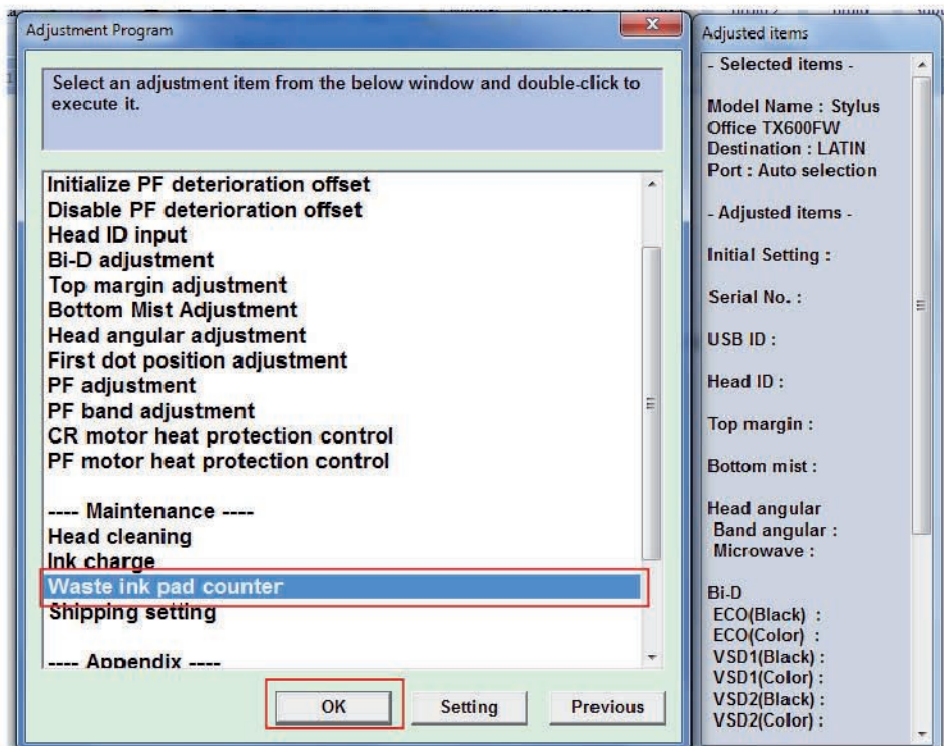 Adjustment Program
Select an adjustment item from the below window and double-click to
execute it.
Initialize PF deterioration offset
Disable PF deterioration offset
Head ID input
Bi-D adjustment
Top margin adjustment
Bottom Mist Adjustment
Head angular adjustment
First dot position adjustment
PF adjustment
PF band adjustment
CR motor heat protection control
PF motor heat protection control
---- Maintenance ----
Head cleaning
Ink charge
Waste ink pad counter
Shipping setting
---- Appendix ----
OK
Setting
Previous
Adjusted items
- Selected items -
Model Name : Stylus
Office TX600FW
Destination : LATIN
Port : Auto selection
- Adjusted items -
Initial Setting :
Serial No. :
USB ID :
Head ID :
Top margin :
Bottom mist :
Head angular
Band angular :
Microwave :
Bi-D
ECO(Black) :
ECO(Color) :
VSD1(Black) :
VSD1(Color) :
VSD2(Black) :
VSD2(Color) :